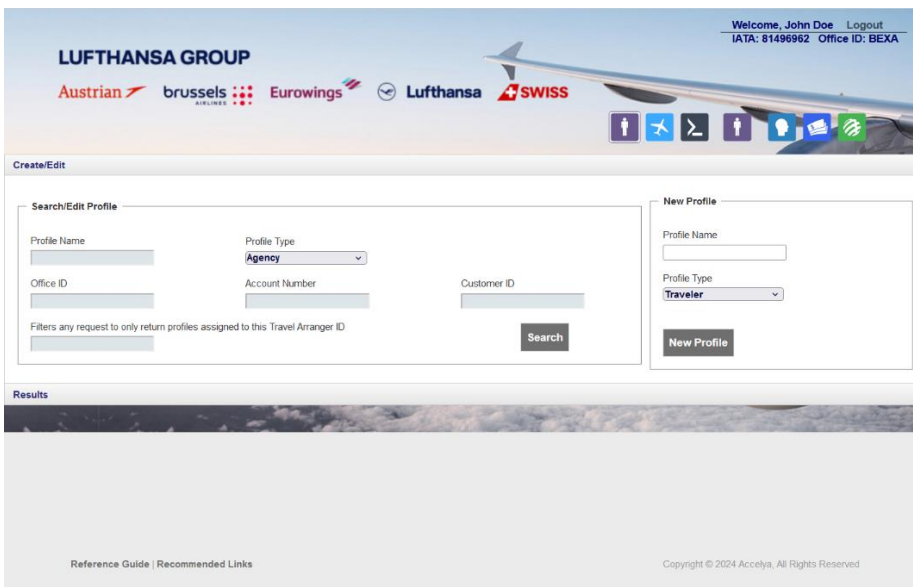 Welcome, John Doe Logout
IATA: 81496962 Office ID: BEXA
LUFTHANSA GROUP
Austrian brussels AIRLINES Eurowings Lufthansa SWISS
Create/Edit
Search/Edit Profile
Profile Name
Profile Type
Agency
Office ID
Account Number
Customer ID
Filters any request to only return profiles assigned to this Travel Arranger ID
Search
New Profile
Profile Name
Profile Type
Traveler
New Profile
Results
Reference Guide | Recommended Links
Copyright © 2024 Accelya, All Rights Reserved